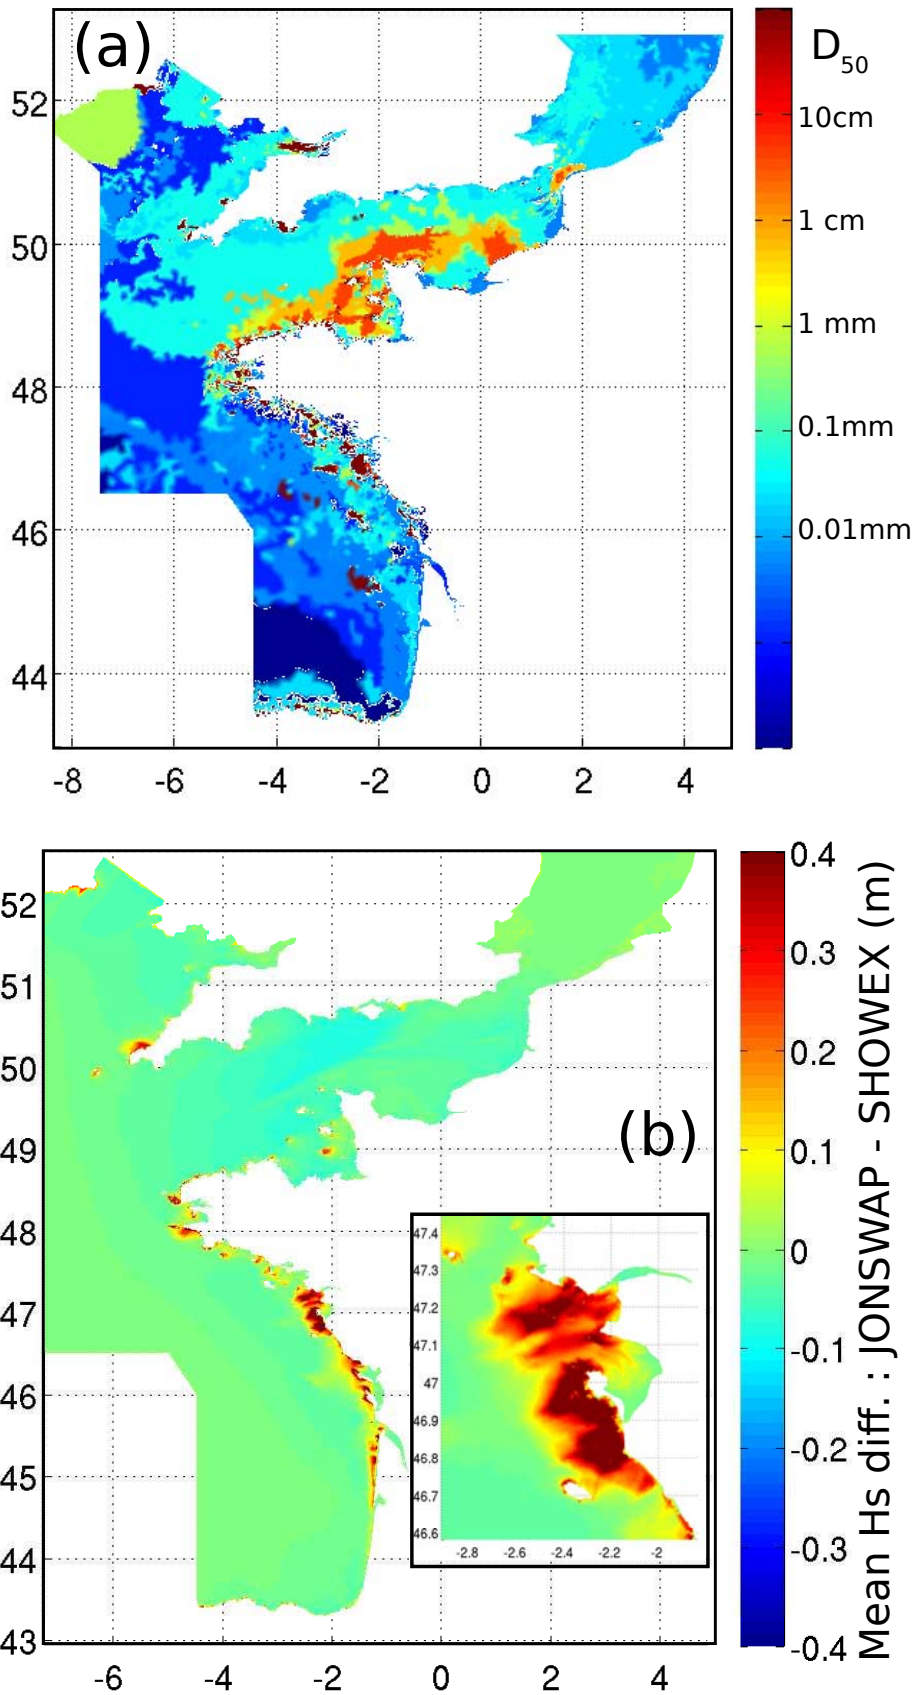 (a)
D50
52
50
48
46
44
-8 -6 -4 -2 0 2 4
10cm
1 cm
1 mm
0.1mm
0.01mm
(b)
52
51
50
49
48
47
46
45
44
43
-6 -4 -2 0 2 4
47.4
47.3
47.2
47.1
47
46.9
46.8
46.7
46.6
-2.8 -2.6 -2.4 -2.2 -2
0.4
0.3
0.2
0.1
0
-0.1
-0.2
-0.3
-0.4
Mean Hs diff. : JONSWAP - SHOWEX (m)